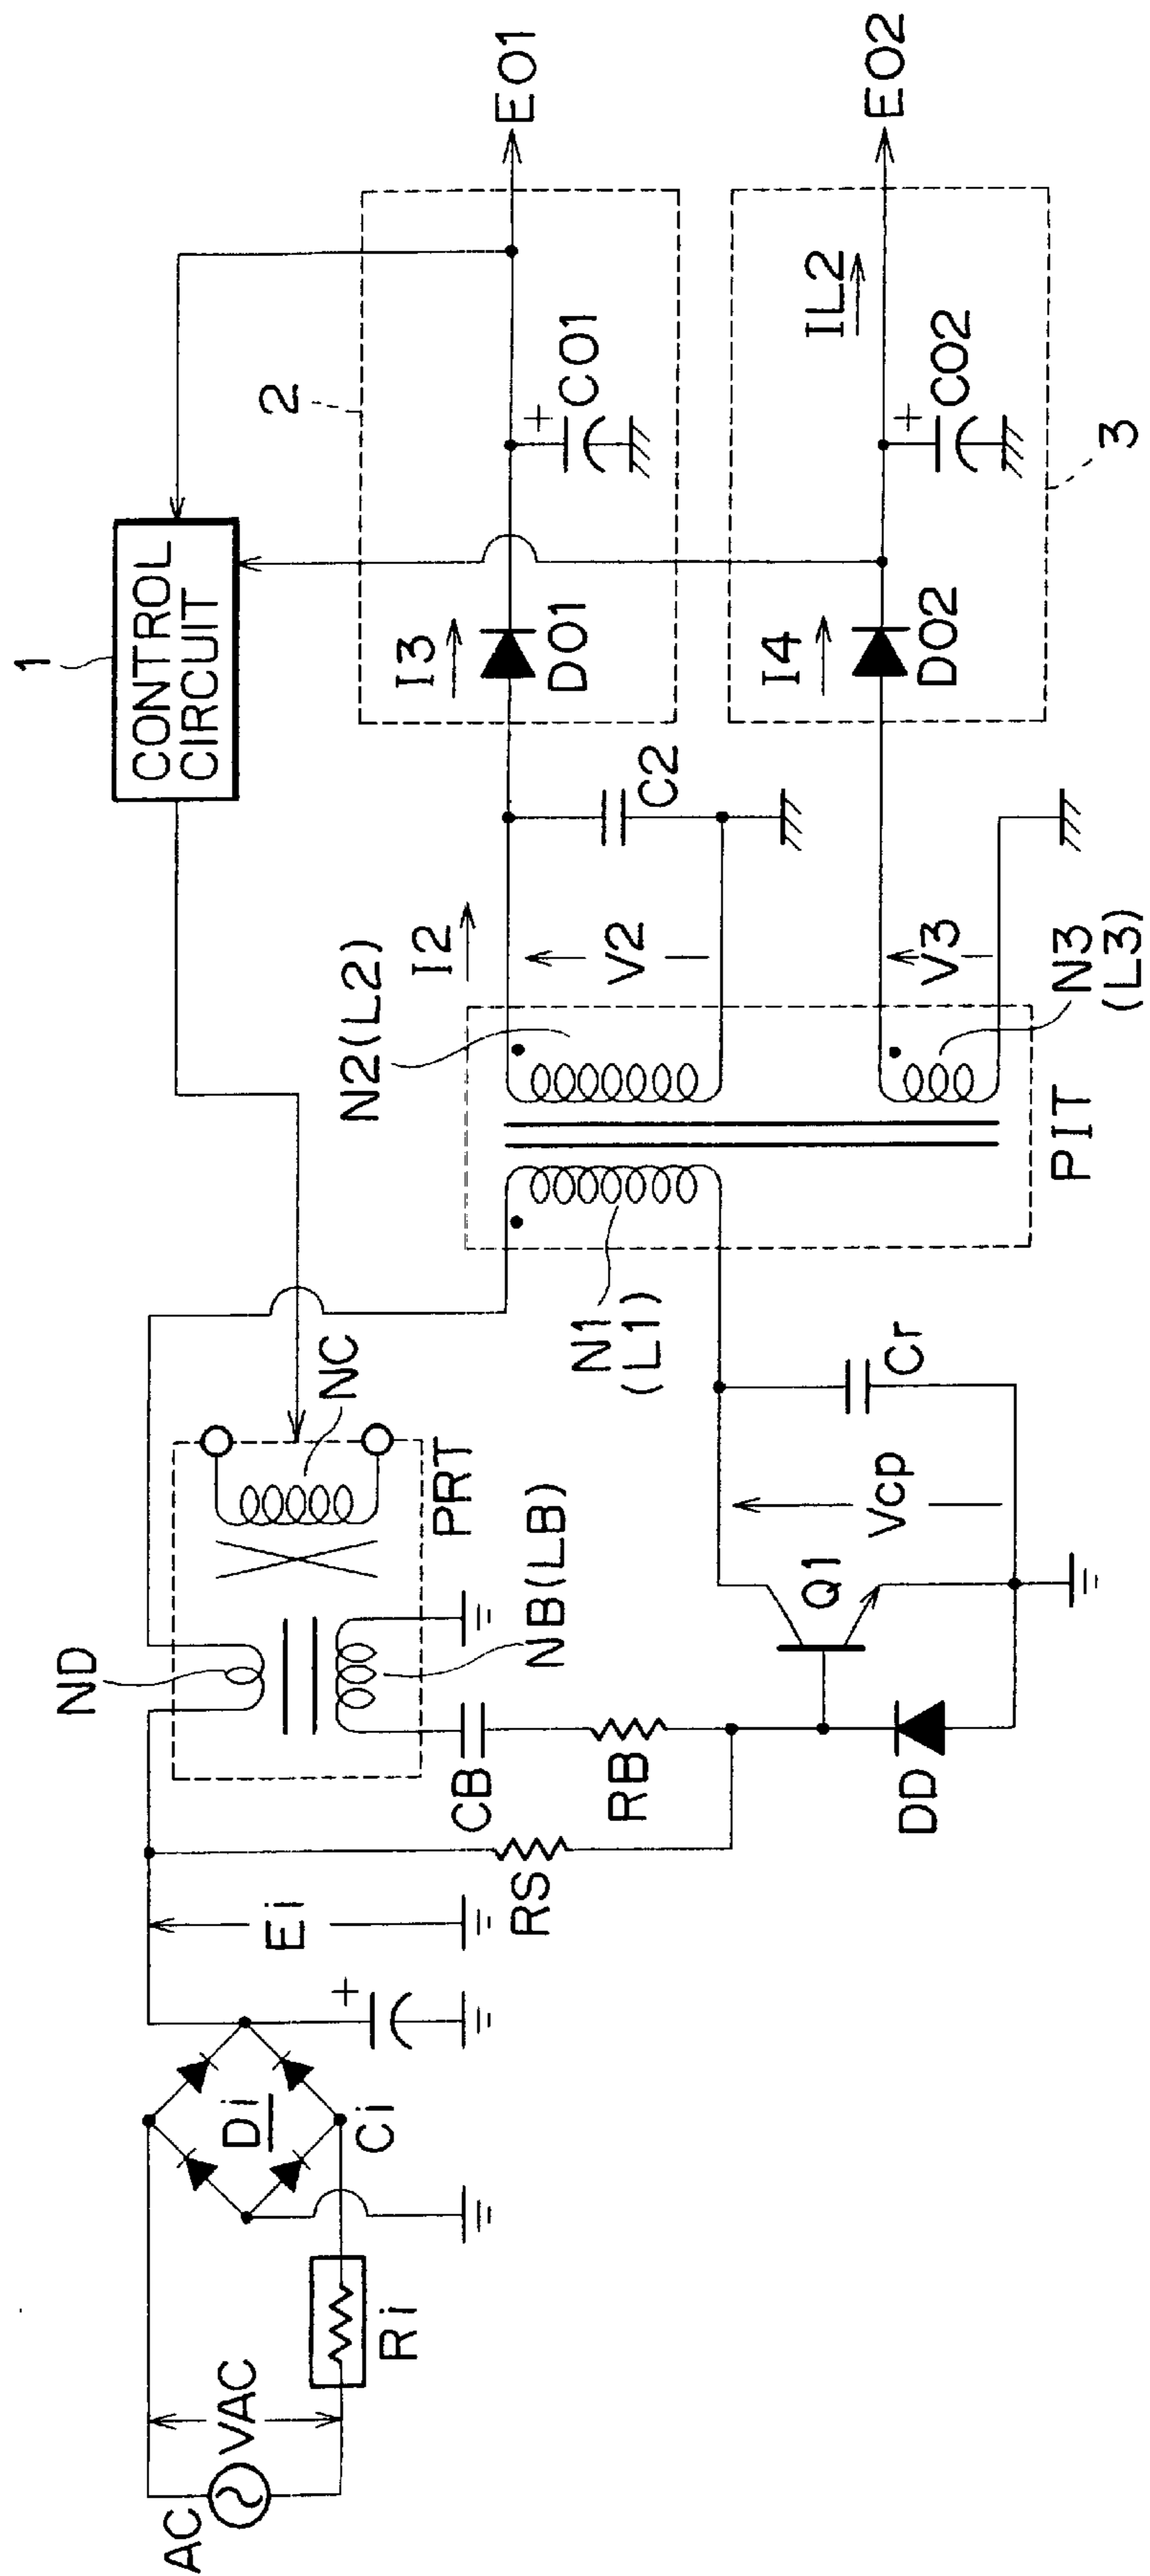 AC
VAC
Ri
Di
Ci
+
Ei
RS
ND
CB
RB
NB(LB)
PRT
NC
DD
Q1
Vcp
Cr
N1
(L1)
PIT
N2(L2)
N3
(L3)
I2
V2
V3
C2
1
CONTROL
CIRCUIT
2
I3
DO1
+
CO1
EO1
I4
DO2
+
CO2
IL2
EO2
3